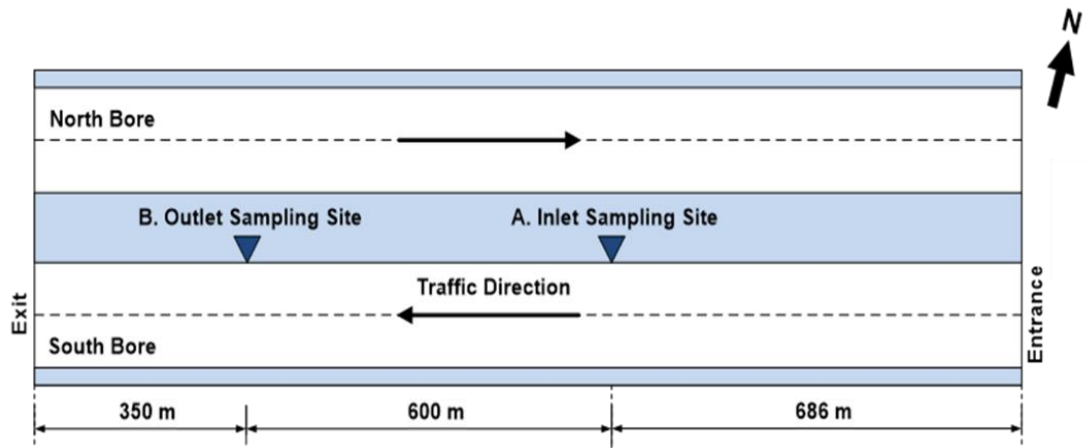 N
North Bore
B. Outlet Sampling Site
A. Inlet Sampling Site
Traffic Direction
Exit
Entrance
South Bore
350 m
600 m
686 m